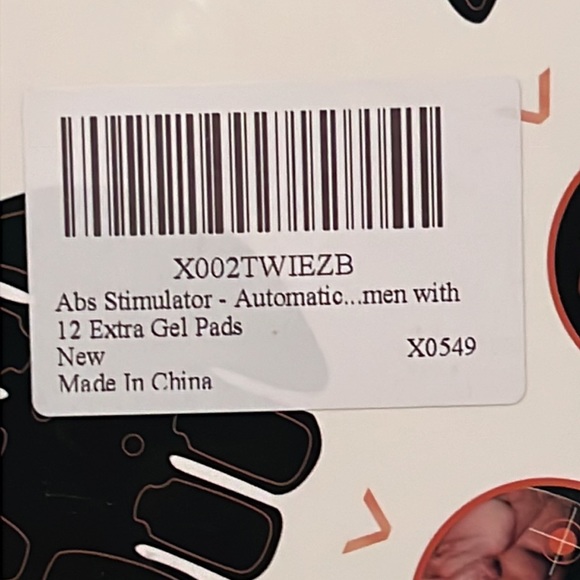 X002TWIEZB
Abs Stimulator - Automatic...men with
12 Extra Gel Pads
New
X0549
Made In China